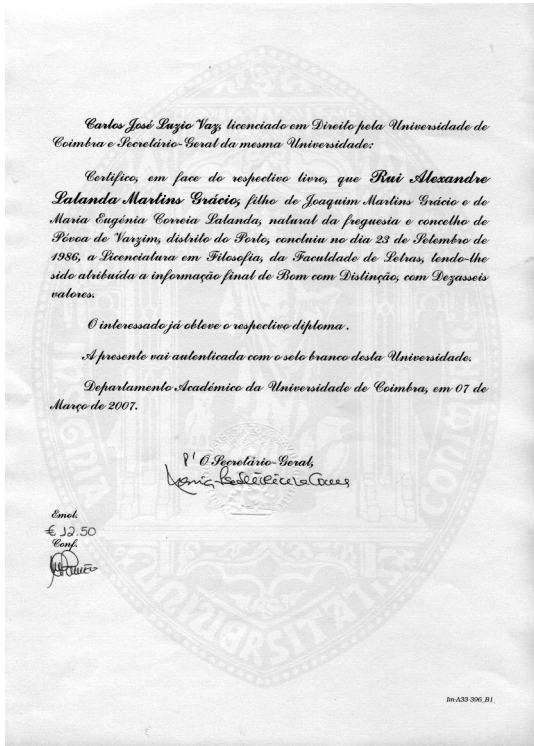 Carlos José Luzio Vaz, licenciado em Direito pela Universidade de
Coimbra e Secretário-Geral da mesma Universidade:
Certifico, em face do respectivo livro, que Rui Alexandre
Lalanda Martins Grácio, filho de Joaquim Martins Grácio e de
Maria Eugénia Correia Lalanda, natural da freguesia e concelho de
Póvoa de Varzim, distrito do Porto, concluiu no dia 23 de Setembro de
1986, a Licenciatura em Filosofia, da Faculdade de Letras, tendo-lhe
sido atribuída a informação final de Bom com Distinção, com Dezasseis
valores.
O interessado já obteve o respectivo diploma .
A presente vai autenticada com o selo branco desta Universidade.
Departamento Académico da Universidade de Coimbra, em 07 de
Março de 2007.
P' O Secretário-Geral,
Emol.
€ 12.50
Conf.
Im-A33-396_B1